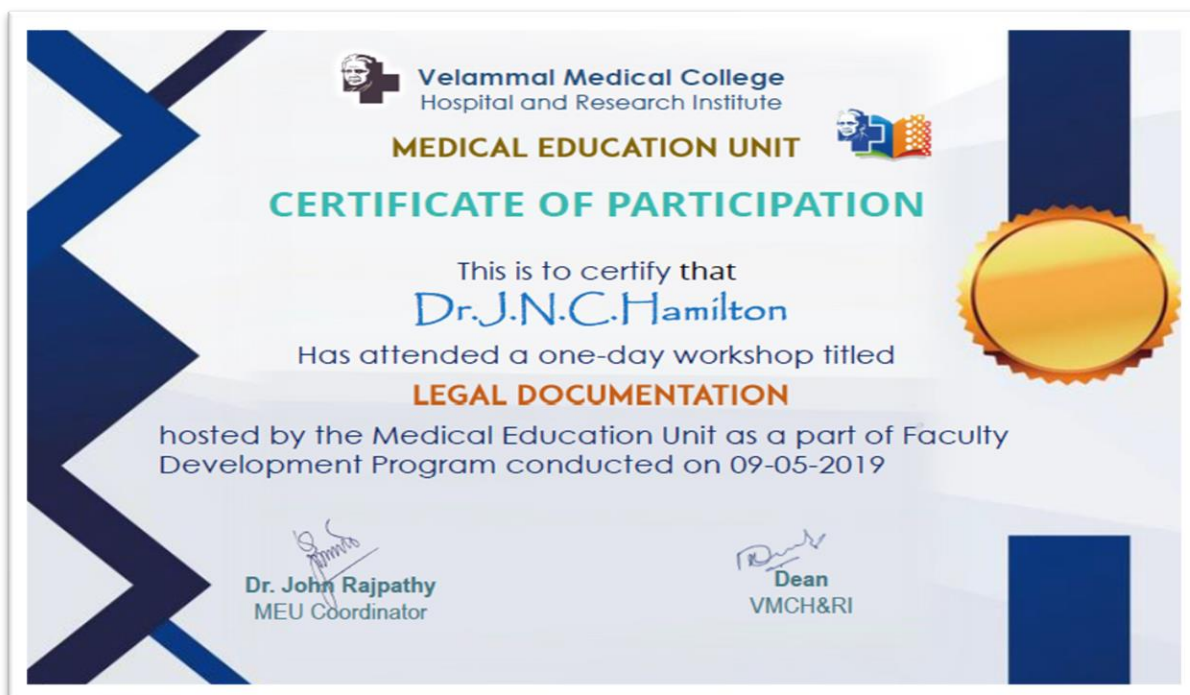 Velammal Medical College
Hospital and Research Institute
MEDICAL EDUCATION UNIT
CERTIFICATE OF PARTICIPATION
This is to certify that
Dr.J.N.C.Hamilton
Has attended a one-day workshop titled
LEGAL DOCUMENTATION
hosted by the Medical Education Unit as a part of Faculty
Development Program conducted on 09-05-2019
Dr. John Rajpathy
MEU Coordinator
Dean
VMCH&RI